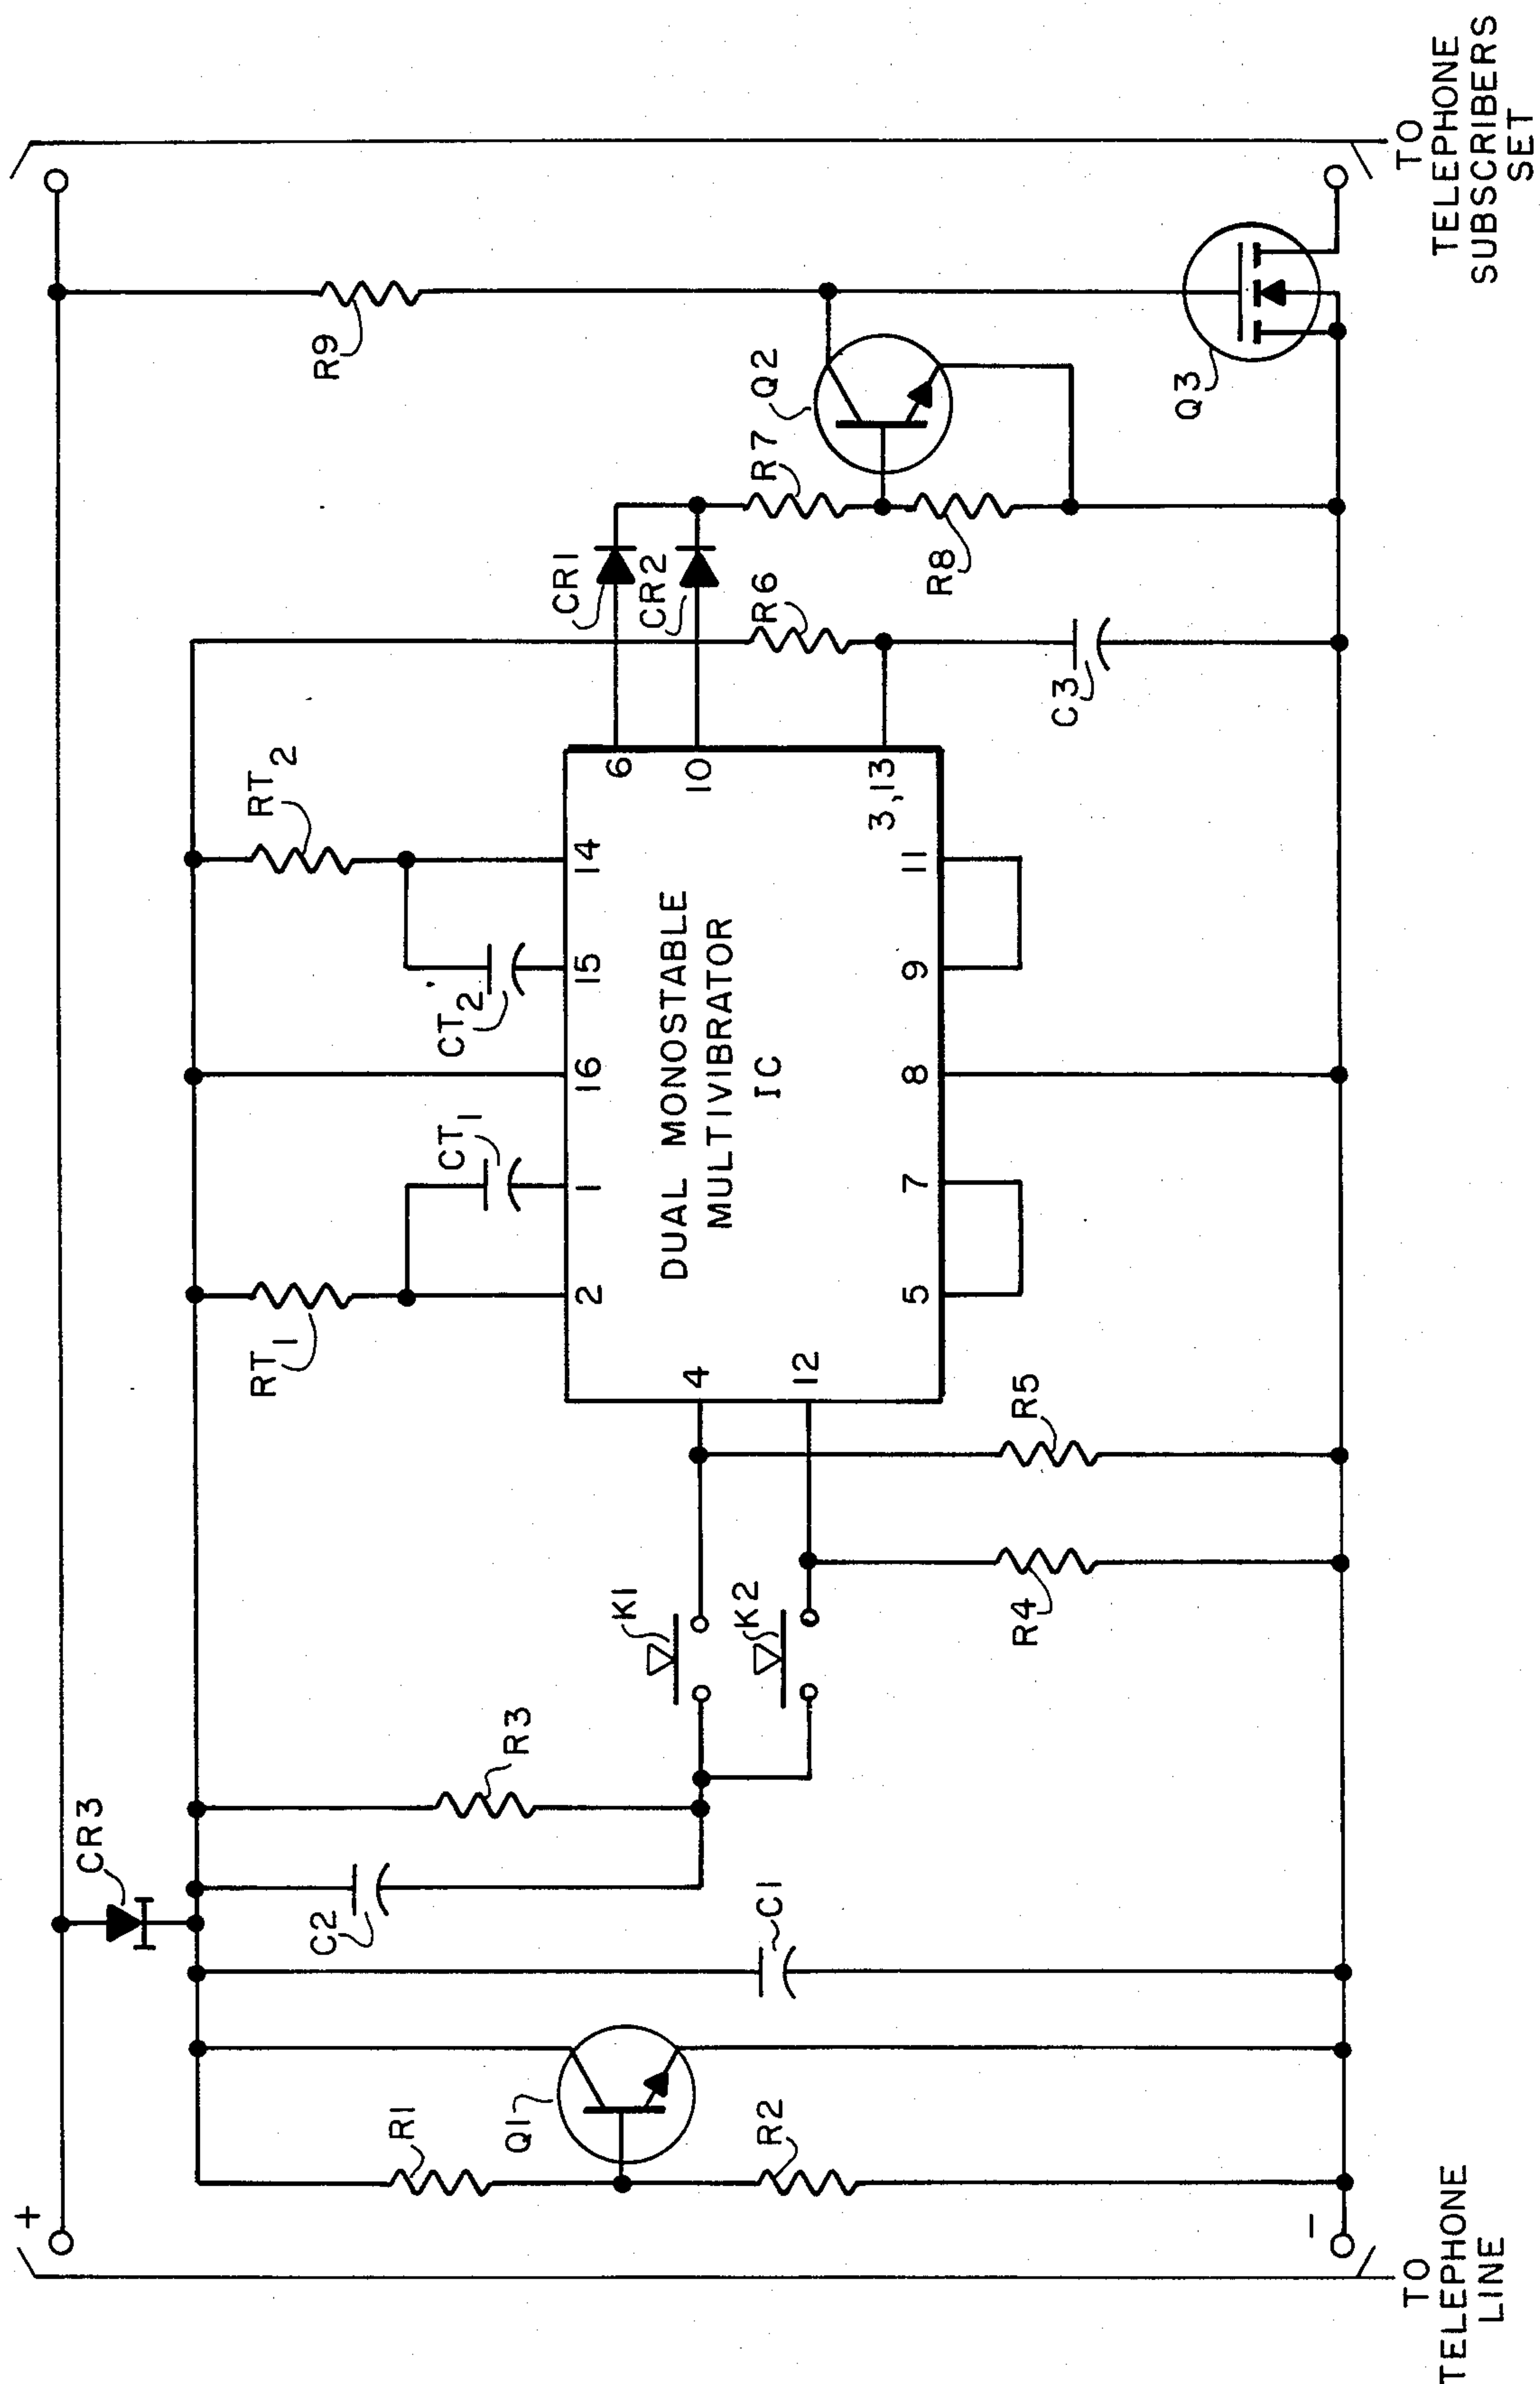 +
−
TO
TELEPHONE
LINE
TO
TELEPHONE
SUBSCRIBERS
SET
CR3
R1
Q1
R2
C1
C2
R3
K1
K2
R4
R5
RT1
CT1
CT2
RT2
2
1
16
15
14
4
12
DUAL MONOSTABLE
MULTIVIBRATOR
IC
6
10
3,13
5
7
8
9
11
CR1
CR2
R6
C3
R7
R8
Q2
R9
Q3